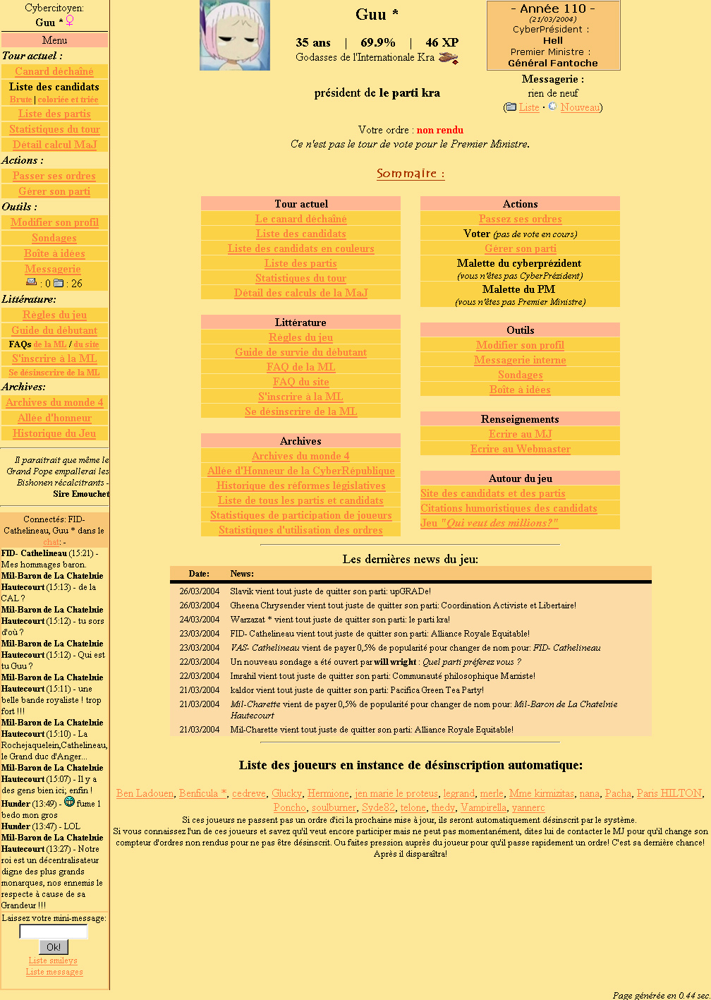 Cybercitoyen:
Guu *
Menu
Tour actuel :
Canard déchaîné
Liste des candidats
Brute | coloriée et triée
Liste des partis
Statistiques du tour
Détail calcul MaJ
Actions :
Passer ses ordres
Gérer son parti
Outils :
Modifier son profil
Sondages
Boîte à idées
Messagerie
: 0 : 26
Littérature:
Règles du jeu
Guide du débutant
FAQs de la ML / du site
S'inscrire à la ML
Se désinscrire de la ML
Archives:
Archives du monde 4
Allée d'honneur
Historique du Jeu
Il paraitrait que même le
Grand Pope empallerai les
Bishonen récalcitrants -
Sire Emouchet
Connectés: FID-
Cathelineau, Guu * dans le
chat: -
FID- Cathelineau (15:21) -
Mes hommages baron.
Mil-Baron de La Chatelnie
Hautecourt (15:13) - de la
CAL ?
Mil-Baron de La Chatelnie
Hautecourt (15:12) - tu sors
d'où ?
Mil-Baron de La Chatelnie
Hautecourt (15:12) - Qui est
tu Guu ?
Mil-Baron de La Chatelnie
Hautecourt (15:11) - une
belle bande royaliste ! trop
fort !!!
Mil-Baron de La Chatelnie
Hautecourt (15:10) - La
Rochejaquelein,Cathelineau,
le Grand duc d'Anger...
Mil-Baron de La Chatelnie
Hautecourt (15:07) - Il y a
des gens bien ici; enfin !
Hunder (13:49) - fume 1
bedo mon gros
Hunder (13:47) - LOL
Mil-Baron de La Chatelnie
Hautecourt (13:27) - Notre
roi est un décentralisateur
digne des plus grands
monarques, nos ennemis le
respecte à cause de sa
Grandeur !!!
Laissez votre mini-message:
Ok!
Liste smileys
Liste messages
Guu *
35 ans | 69.9% | 46 XP
Godasses de l'Internationale Kra
président de le parti kra
- Année 110 -
(21/03/2004)
CyberPrésident :
Hell
Premier Ministre :
Général Fantoche
Messagerie :
rien de neuf
( Liste · Nouveau)
Votre ordre : non rendu
Ce n'est pas le tour de vote pour le Premier Ministre.
Sommaire :
Tour actuel
Le canard déchaîné
Liste des candidats
Liste des candidats en couleurs
Liste des partis
Statistiques du tour
Détail des calculs de la MaJ
Littérature
Règles du jeu
Guide de survie du débutant
FAQ de la ML
FAQ du site
S'inscrire à la ML
Se désinscrire de la ML
Archives
Archives du monde 4
Allée d'Honneur de la CyberRépublique
Historique des réformes législatives
Liste de tous les partis et candidats
Statistiques de participation de joueurs
Statistiques d'utilisation des ordres
Actions
Passez ses ordres
Voter (pas de vote en cours)
Gérer son parti
Malette du cyberprézident
(vous n'êtes pas CyberPrézident)
Malette du PM
(vous n'êtes pas Premier Ministre)
Outils
Modifier son profil
Messagerie interne
Sondages
Boîte à idées
Renseignements
Ecrire au MJ
Ecrire au Webmaster
Autour du jeu
Site des candidats et des partis
Citations humoristiques des candidats
Jeu "Qui veut des millions?"
Les dernières news du jeu:
Date: News:
26/03/2004 Slavik vient tout juste de quitter son parti: upGRADe!
26/03/2004 Gheena Chrysender vient tout juste de quitter son parti: Coordination Activiste et Libertaire!
24/03/2004 Warzazat * vient tout juste de quitter son parti: le parti kra!
23/03/2004 FID- Cathelineau vient tout juste de quitter son parti: Alliance Royale Equitable!
23/03/2004 VAS- Cathelineau vient de payer 0,5% de popularité pour changer de nom pour: FID- Cathelineau
22/03/2004 Un nouveau sondage a été ouvert par will wright : Quel parti préferez vous ?
22/03/2004 Imrahil vient tout juste de quitter son parti: Communauté philosophique Marxiste!
21/03/2004 kaldor vient tout juste de quitter son parti: Pacifica Green Tea Party!
21/03/2004 Mil-Charette vient de payer 0,5% de popularité pour changer de nom pour: Mil-Baron de La Chatelnie
Hautecourt
21/03/2004 Mil-Charette vient tout juste de quitter son parti: Alliance Royale Equitable!
Liste des joueurs en instance de désinscription automatique:
Ben Ladouen, Benficula *, cedreve, Glucky, Hermione, jen marie le proteus, legrand, merle, Mme kirmizitas, nana, Pacha, Paris HILTON,
Poncho, soulburner, Syde82, telone, thedy, Vampirella, yannerc
Si ces joueurs ne passent pas un ordre d'ici la prochaine mise à jour, ils seront automatiquement désinscrit par le système.
Si vous connaissez l'un de ces joueurs et savez qu'il veut encore participer mais ne peut pas momentanément, dites lui de contacter le MJ pour qu'il change son
compteur d'ordres non rendus pour ne pas être désinscrit. Ou faites pression auprès du joueur pour qu'il passe rapidement un ordre! C'est sa dernière chance!
Après il disparaîtra!
Page générée en 0.44 sec.